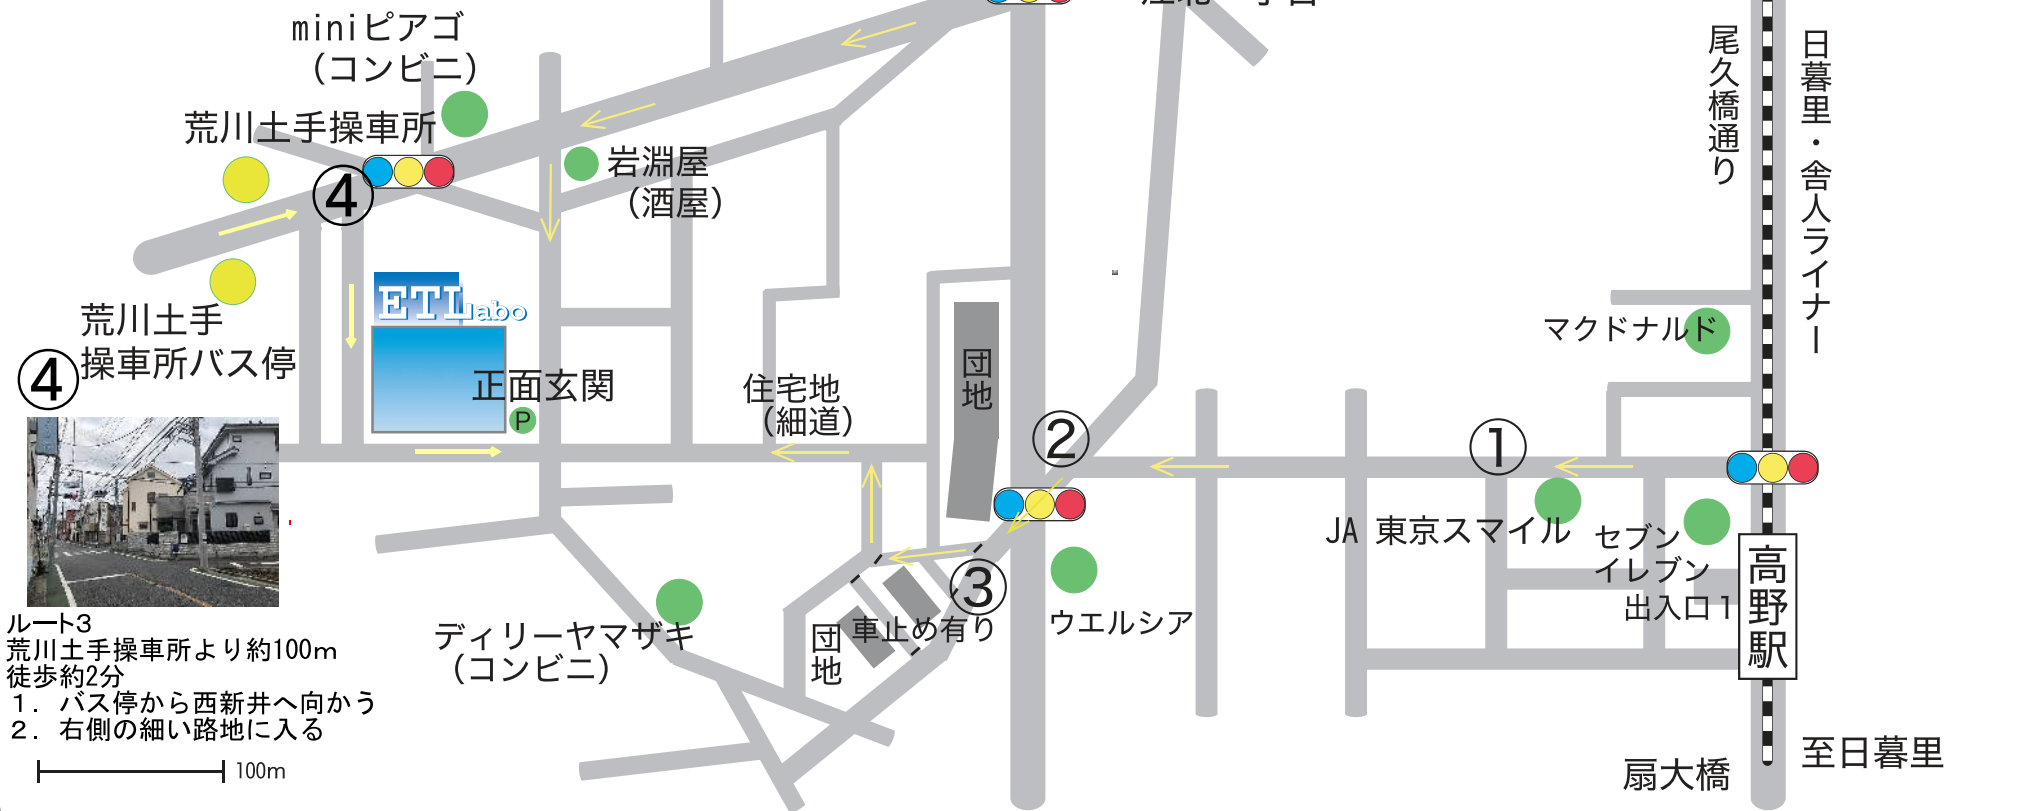 miniピアゴ
（コンビニ）
荒川土手操車所
④
岩淵屋
（酒屋）
尾久橋通り
日暮里・舎人ライナー
荒川土手
操車所バス停
④
ETLabo
正面玄関
P
住宅地
（細道）
団地
②
①
マクドナルド
JA 東京スマイル
セブン
イレブン
出入口1
高野駅
③
ウエルシア
車止め有り
団地
ディリーヤマザキ
（コンビニ）
ルート3
荒川土手操車所より約100m
徒歩約2分
1．バス停から西新井へ向かう
2．右側の細い路地に入る
100m
扇大橋
至日暮里